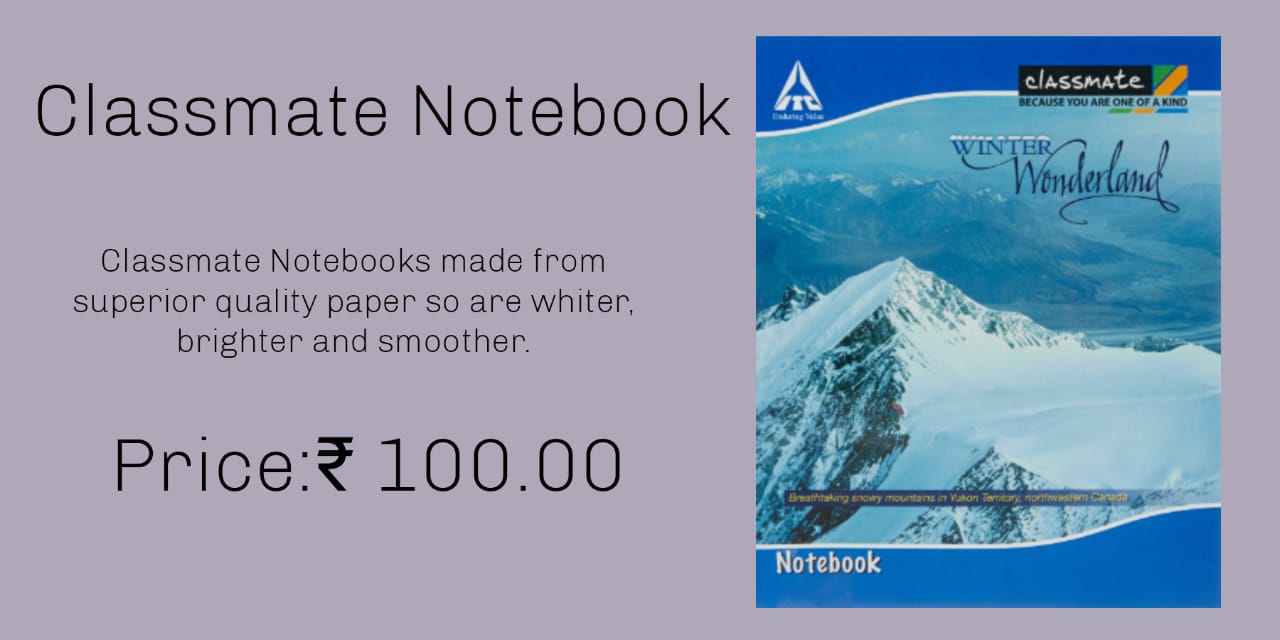 Classmate Notebook
Classmate Notebooks made from
superior quality paper so are whiter,
brighter and smoother.
Price:₹ 100.00
ITC
Enduring Value
classmate
BECAUSE YOU ARE ONE OF A KIND
WINTER
Wonderland
Breathtaking snowy mountains in Yukon Territory, northwestern Canada
Notebook